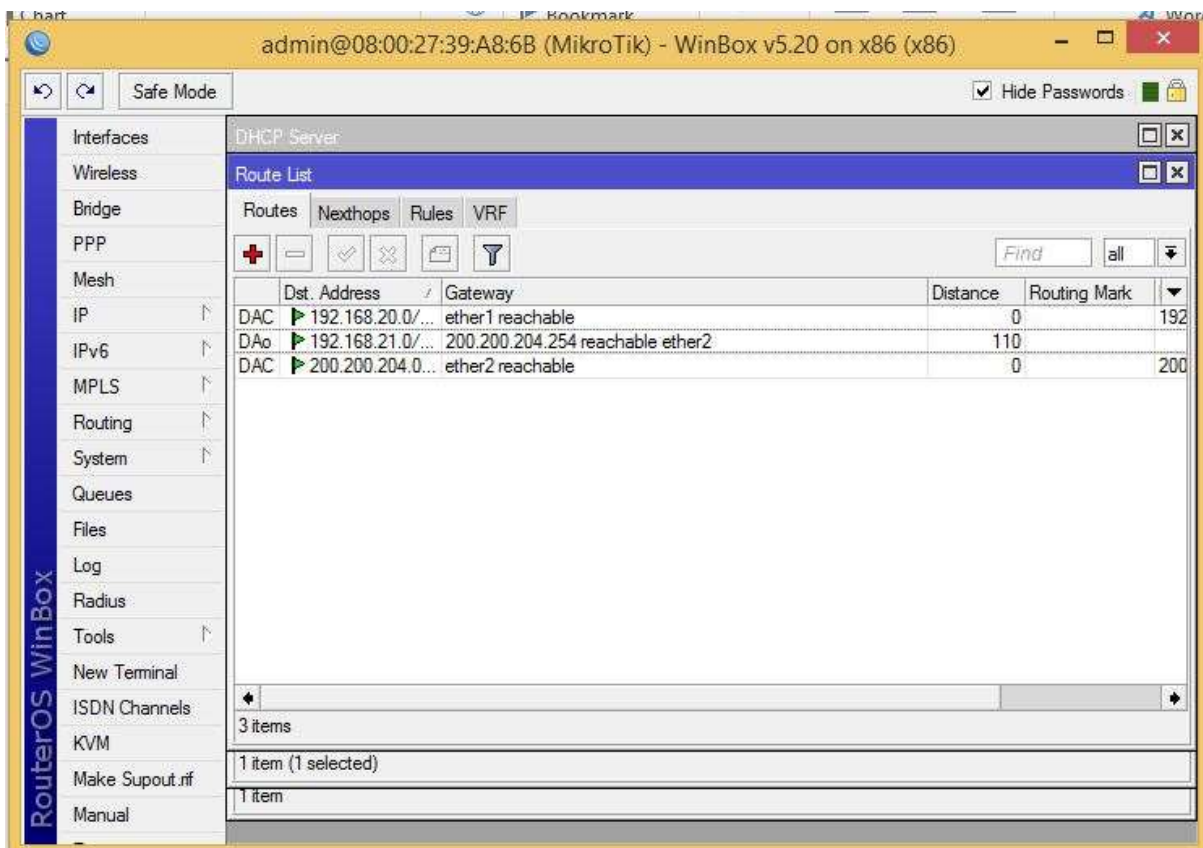 Chart
Bookmark
admin@08:00:27:39:A8:6B (MikroTik) - WinBox v5.20 on x86 (x86)
Safe Mode
Hide Passwords
RouterOS WinBox
Interfaces
Wireless
Bridge
PPP
Mesh
IP
IPv6
MPLS
Routing
System
Queues
Files
Log
Radius
Tools
New Terminal
ISDN Channels
KVM
Make Supout.rif
Manual
DHCP Server
Route List
Routes Nexthops Rules VRF
Find all
Dst. Address / Gateway Distance Routing Mark
DAC 192.168.20.0/... ether1 reachable 0 192
DAo 192.168.21.0/... 200.200.204.254 reachable ether2 110
DAC 200.200.204.0... ether2 reachable 0 200
3 items
1 item (1 selected)
1 item